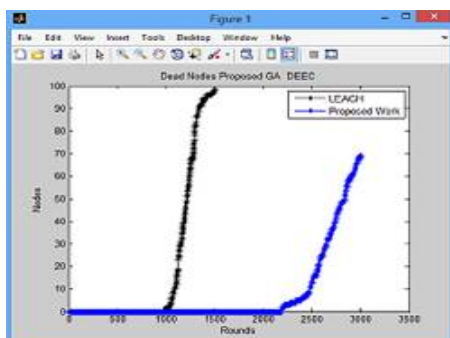 Figure 1
File Edit View Insert Tools Desktop Window Help
Dead Nodes Proposed GA DEEC
LEACH
Proposed Work
100
90
80
70
60
50
40
30
20
10
0
Nodes
0 500 1000 1500 2000 2500 3000 3500
Rounds